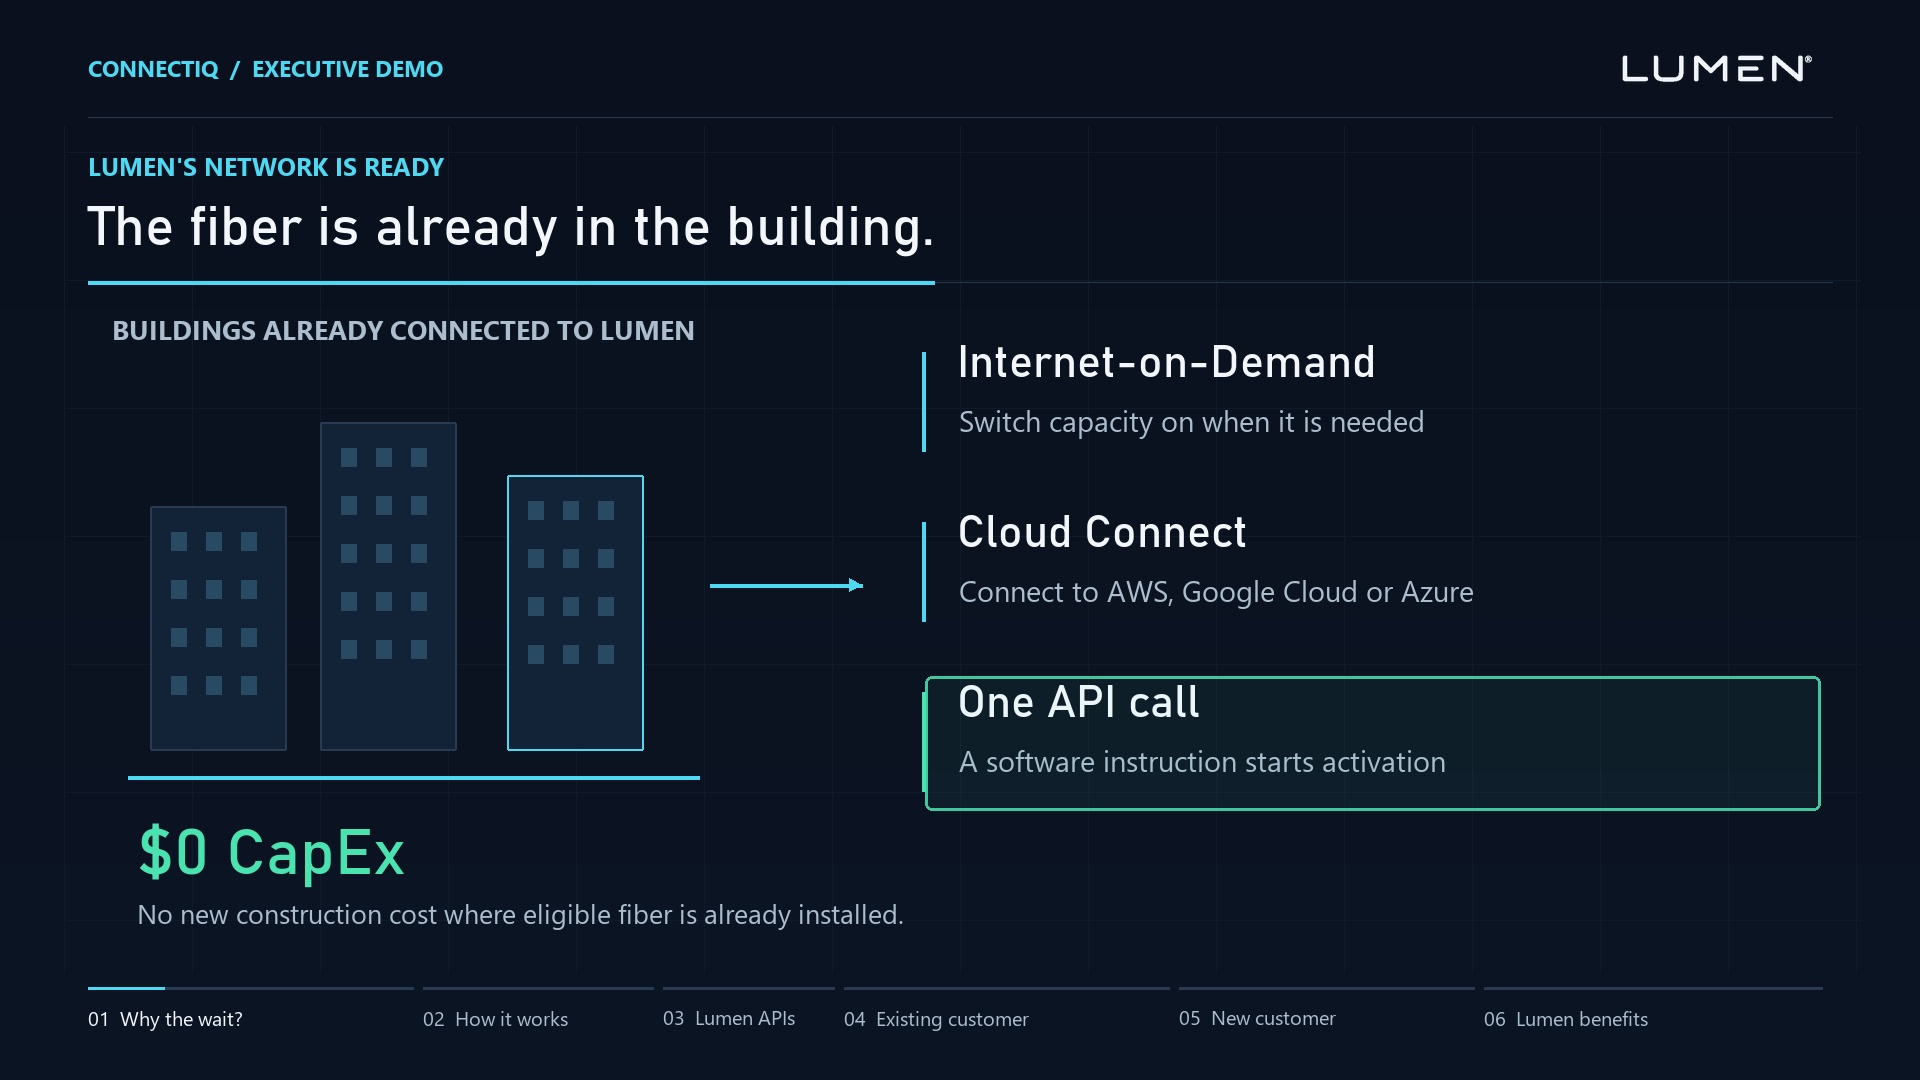 CONNECTIQ / EXECUTIVE DEMO
LUMEN®
LUMEN'S NETWORK IS READY
The fiber is already in the building.
BUILDINGS ALREADY CONNECTED TO LUMEN
Internet-on-Demand
Switch capacity on when it is needed
Cloud Connect
Connect to AWS, Google Cloud or Azure
One API call
A software instruction starts activation
$0 CapEx
No new construction cost where eligible fiber is already installed.
01 Why the wait?
02 How it works
03 Lumen APIs
04 Existing customer
05 New customer
06 Lumen benefits